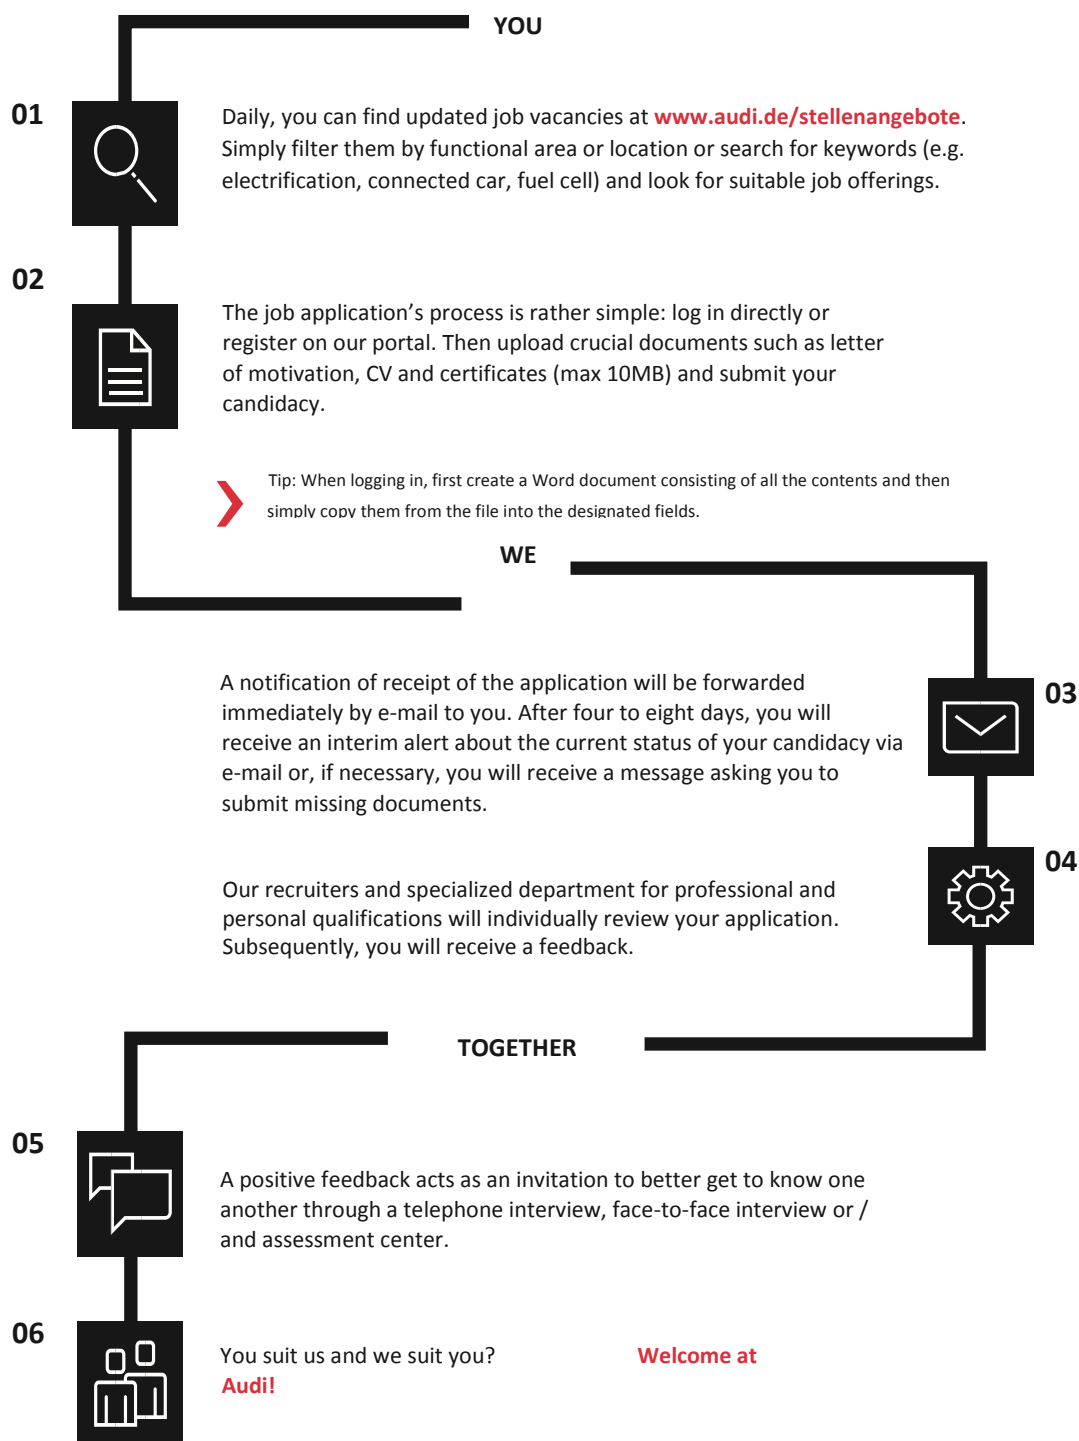 YOU
01
Daily, you can find updated job vacancies at www.audi.de/stellenangebote.
Simply filter them by functional area or location or search for keywords (e.g.
electrification, connected car, fuel cell) and look for suitable job offerings.
02
The job application’s process is rather simple: log in directly or
register on our portal. Then upload crucial documents such as letter
of motivation, CV and certificates (max 10MB) and submit your
candidacy.
Tip: When logging in, first create a Word document consisting of all the contents and then
simply copy them from the file into the designated fields.
WE
A notification of receipt of the application will be forwarded
immediately by e-mail to you. After four to eight days, you will
receive an interim alert about the current status of your candidacy via
e-mail or, if necessary, you will receive a message asking you to
submit missing documents.
03
04
Our recruiters and specialized department for professional and
personal qualifications will individually review your application.
Subsequently, you will receive a feedback.
TOGETHER
05
A positive feedback acts as an invitation to better get to know one
another through a telephone interview, face-to-face interview or /
and assessment center.
06
You suit us and we suit you? Welcome at
Audi!